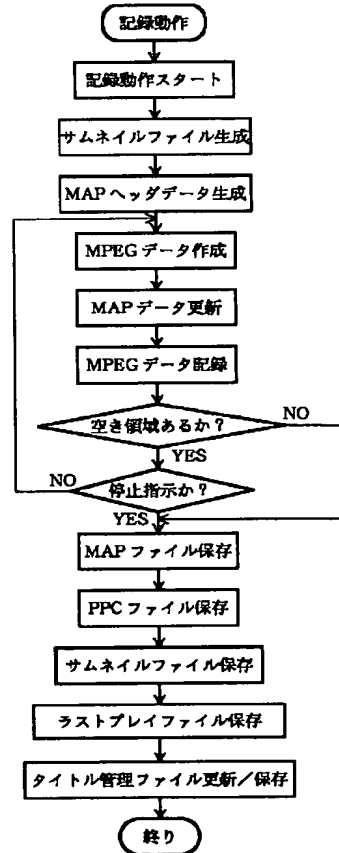 記録動作
記録動作スタート
サムネイルファイル生成
MAPヘッダデータ生成
MPEGデータ作成
MAPデータ更新
MPEGデータ記録
空き領域あるか?
NO
YES
停止指示か?
NO
YES
MAPファイル保存
PPCファイル保存
サムネイルファイル保存
ラストプレイファイル保存
タイトル管理ファイル更新/保存
終り